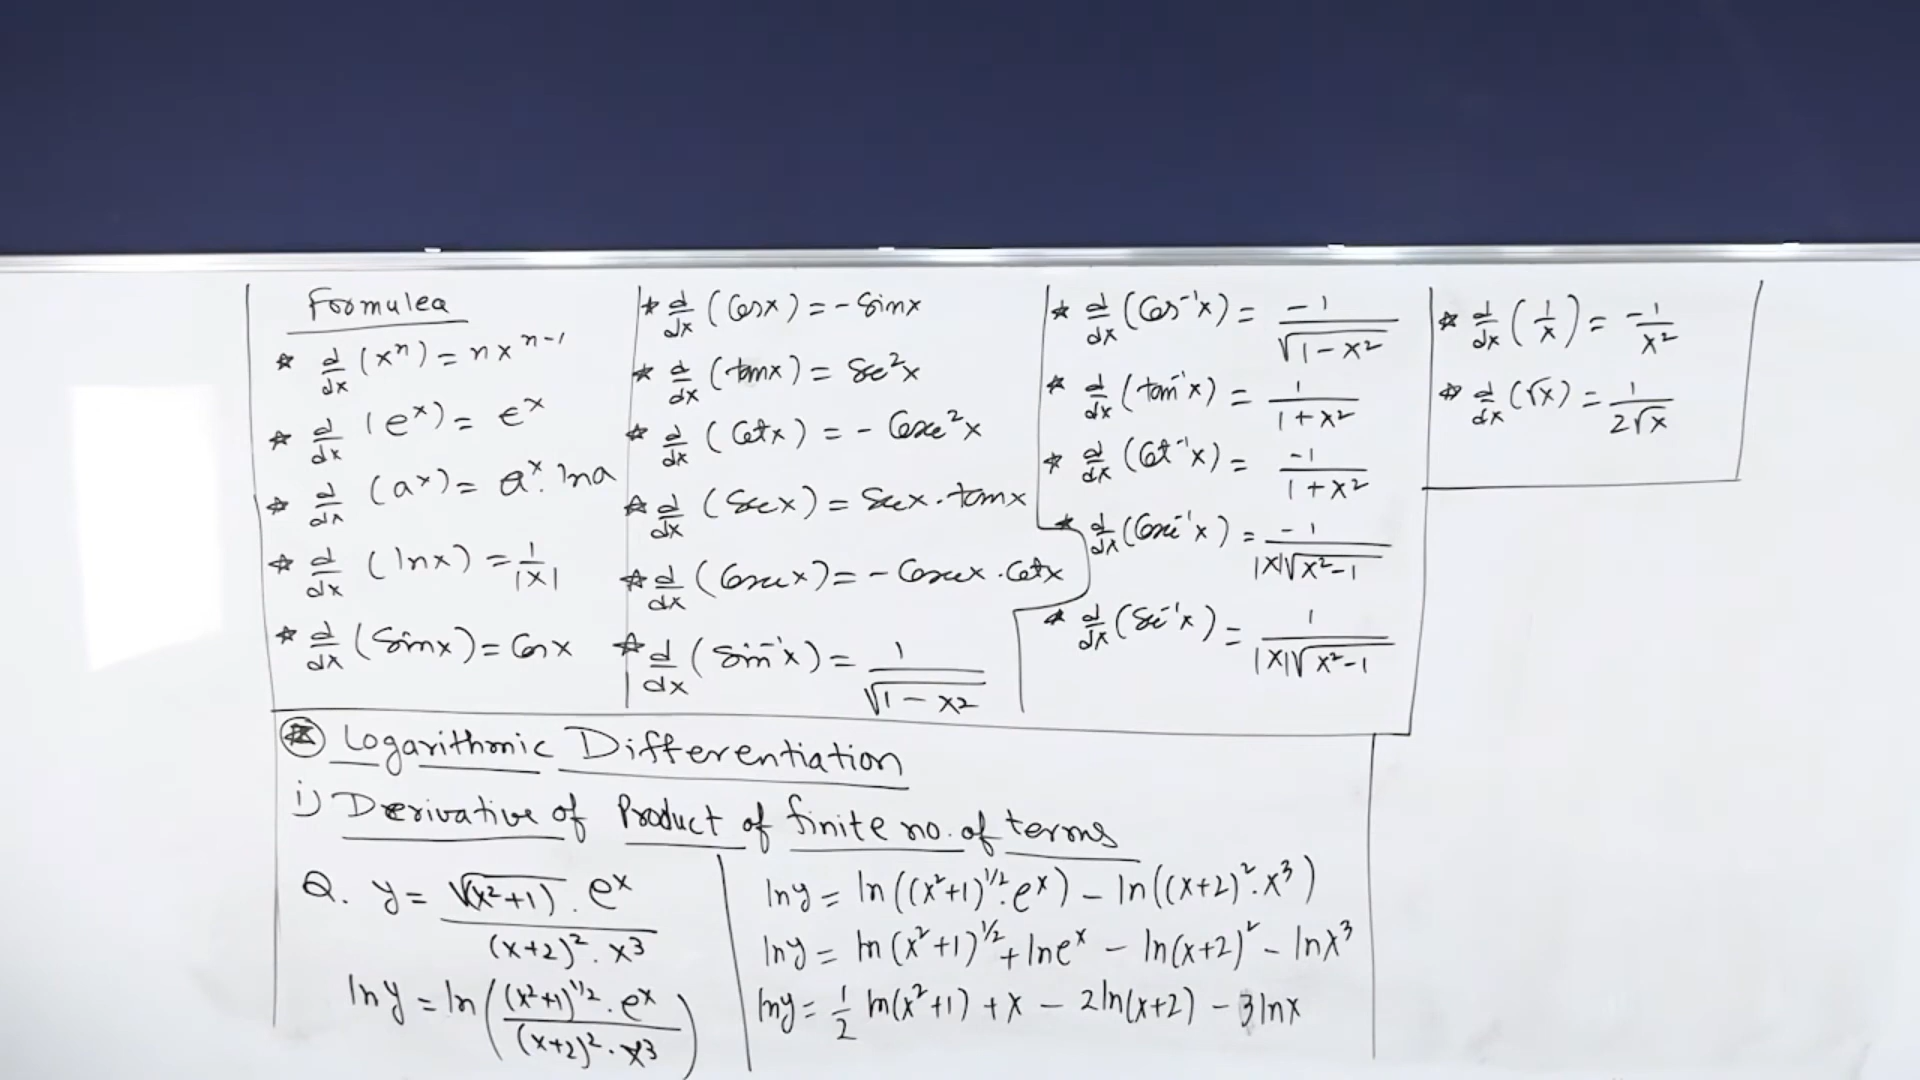 Formulea
* d/dx (xⁿ) = n xⁿ⁻¹
* d/dx (eˣ) = eˣ
* d/dx (aˣ) = aˣ. lna
* d/dx (lnx) = 1/|x|
* d/dx (Sinx) = Cosx
* d/dx (Cosx) = - Sinx
* d/dx (tanx) = Sec²x
* d/dx (Cotx) = - Cosec²x
* d/dx (Secx) = Secx . tanx
* d/dx (Cosecx) = - Cosecx . Cotx
* d/dx (Sin⁻¹x) = 1/√(1 - x²)
* d/dx (Cos⁻¹x) = -1/√(1 - x²)
* d/dx (tan⁻¹x) = 1/(1 + x²)
* d/dx (Cot⁻¹x) = -1/(1 + x²)
* d/dx (Cosec⁻¹x) = -1/(|x|√(x²-1))
* d/dx (Sec⁻¹x) = 1/(|x|√(x²-1))
* d/dx (1/x) = -1/x²
* d/dx (√x) = 1/(2√x)
* Logarithmic Differentiation
i) Derivative of Product of finite no. of terms
Q. y = (√(x²+1) . eˣ)/((x+2)² . x³)
ln y = ln ( ((x²+1)^1/2 . eˣ)/((x+2)² . x³) )
ln y = ln ((x²+1)^1/2 . eˣ) - ln ((x+2)² . x³)
ln y = ln (x²+1)^1/2 + ln eˣ - ln(x+2)² - lnx³
ln y = 1/2 ln(x²+1) + x - 2ln(x+2) - 3lnx